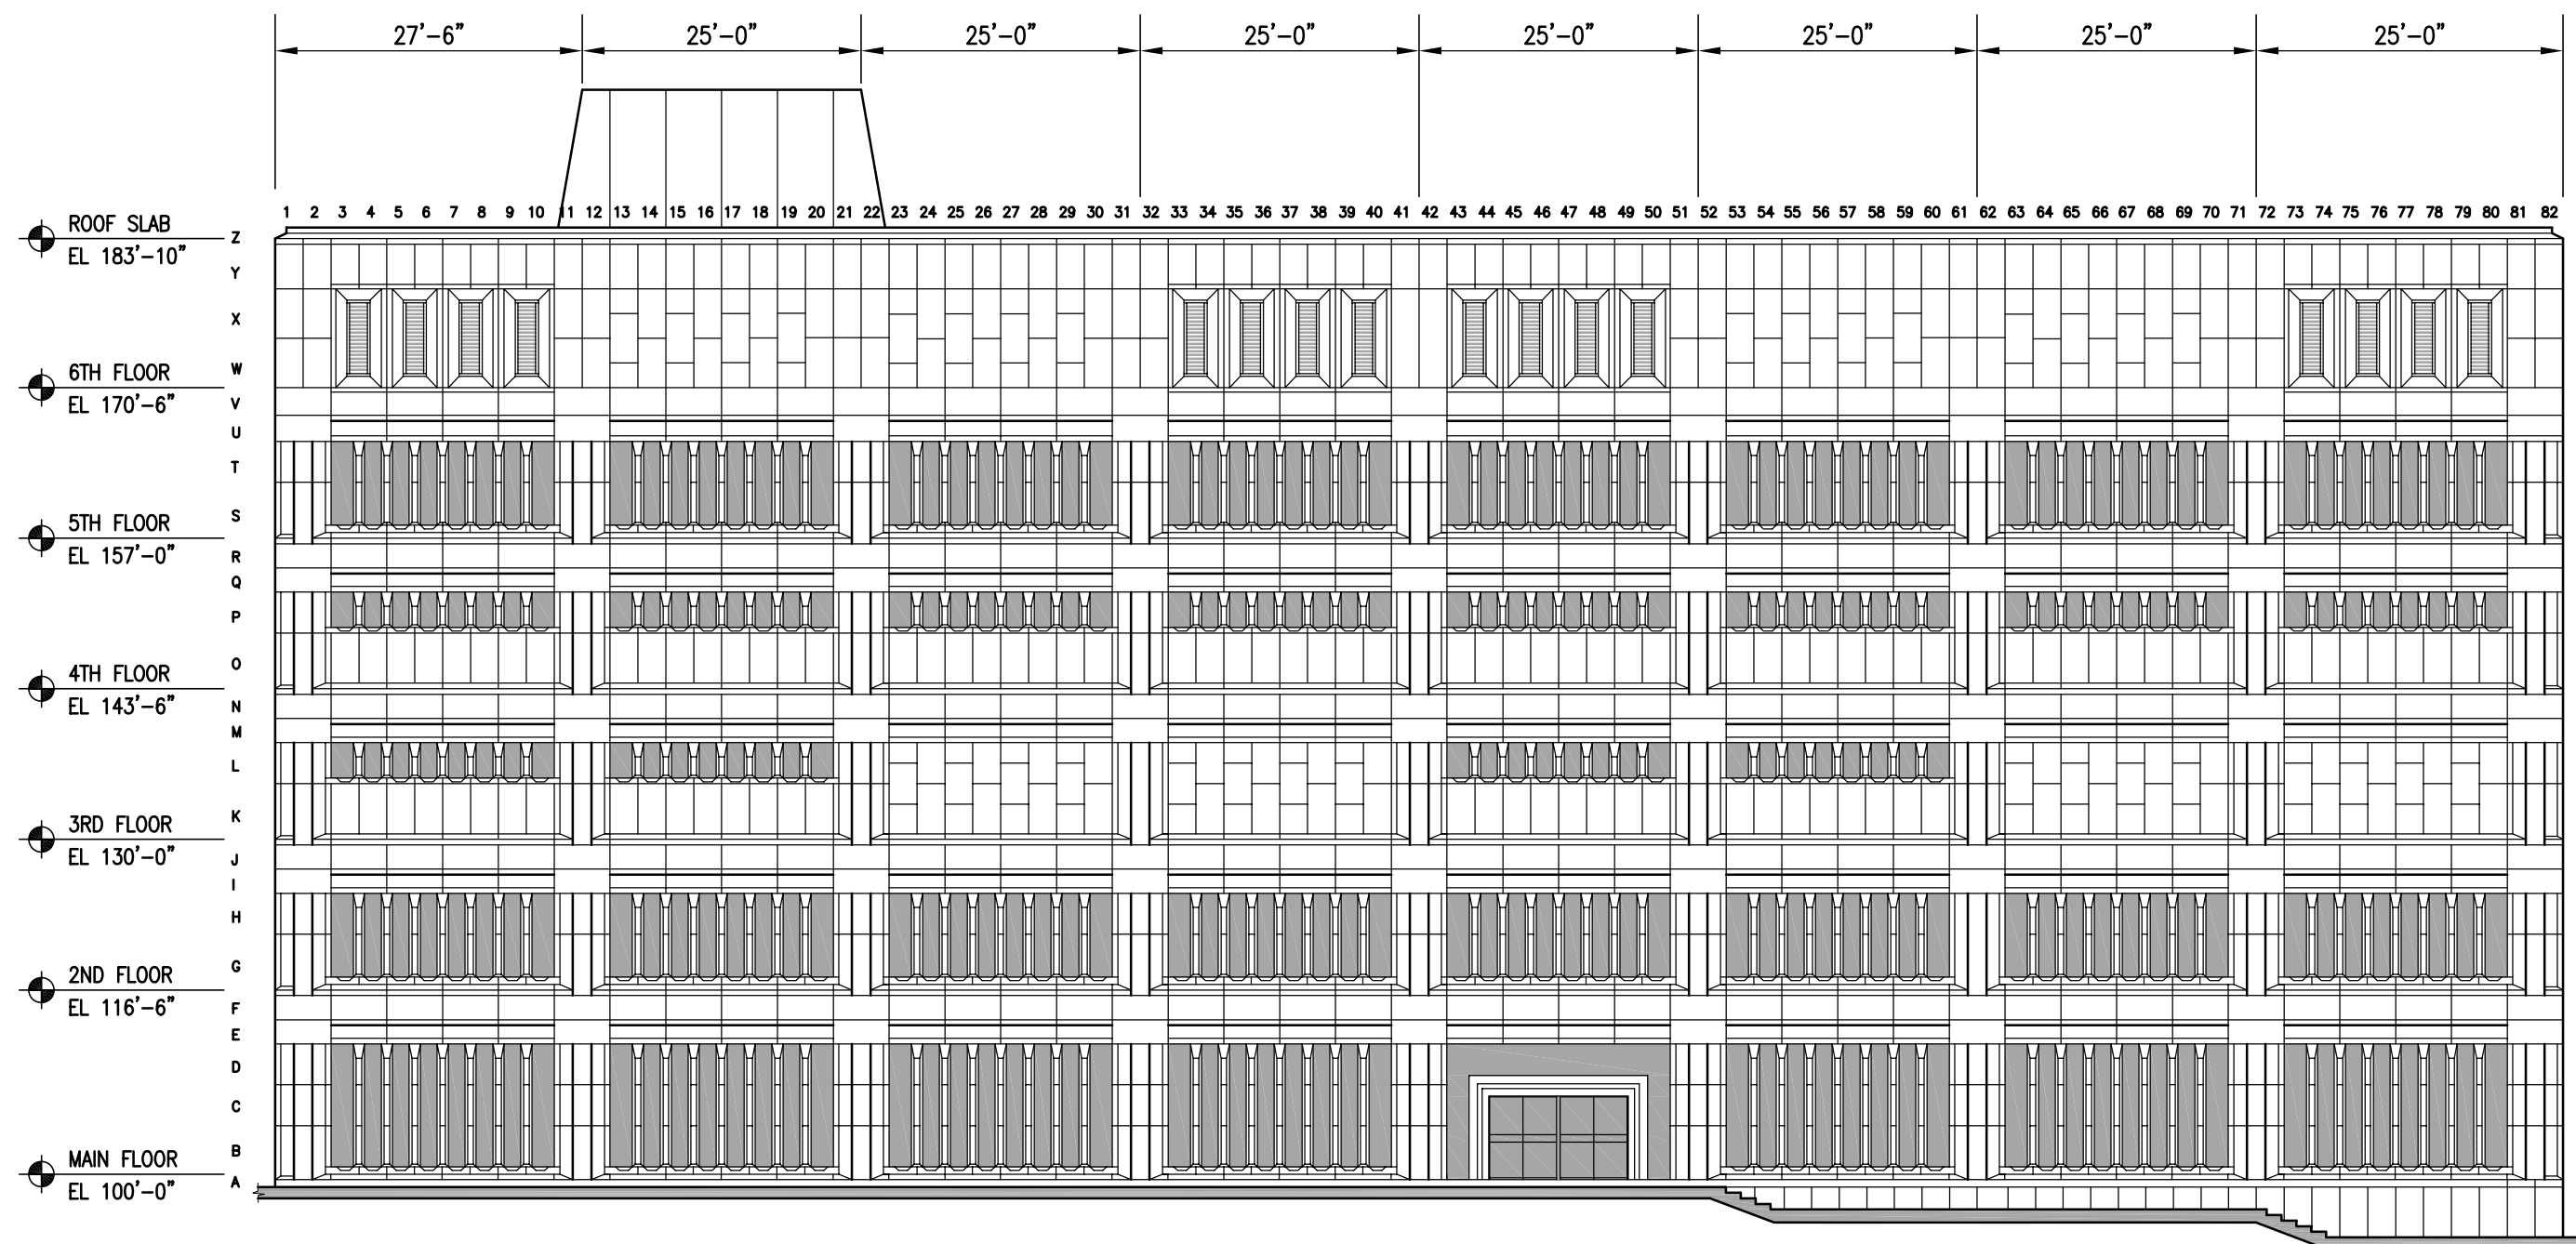 27'-6" 25'-0" 25'-0" 25'-0" 25'-0" 25'-0" 25'-0" 25'-0"
1 2 3 4 5 6 7 8 9 10 11 12 13 14 15 16 17 18 19 20 21 22 23 24 25 26 27 28 29 30 31 32 33 34 35 36 37 38 39 40 41 42 43 44 45 46 47 48 49 50 51 52 53 54 55 56 57 58 59 60 61 62 63 64 65 66 67 68 69 70 71 72 73 74 75 76 77 78 79 80 81 82
ROOF SLAB
Z
EL 183'-10"
Y
X
6TH FLOOR
W
EL 170'-6"
V
U
T
5TH FLOOR
S
EL 157'-0"
R
Q
P
4TH FLOOR
O
EL 143'-6"
N
M
L
3RD FLOOR
K
EL 130'-0"
J
I
H
2ND FLOOR
G
EL 116'-6"
F
E
D
C
MAIN FLOOR
B
EL 100'-0"
A